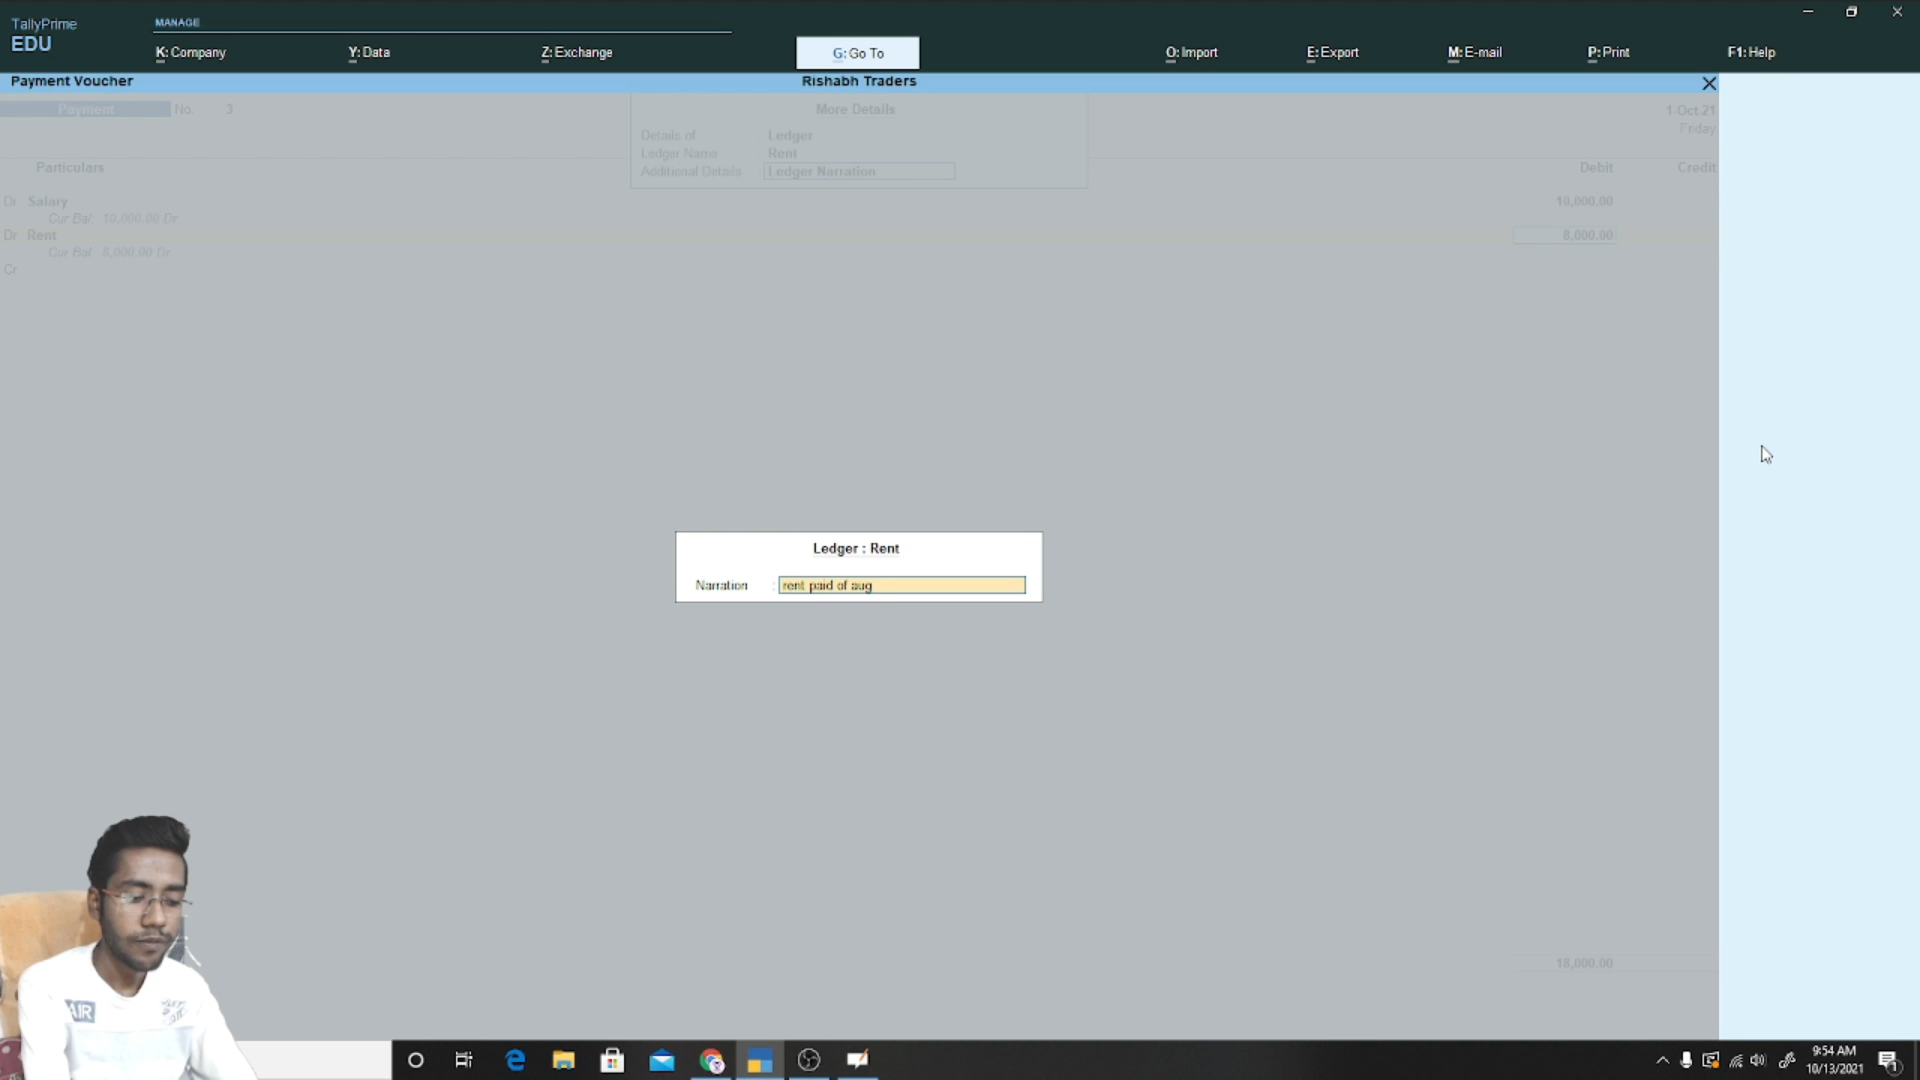 TallyPrime
EDU
MANAGE
K: Company
Y: Data
Z: Exchange
G: Go To
O: Import
E: Export
M: E-mail
P: Print
F1: Help
Payment Voucher
Rishabh Traders
Payment
No. 3
More Details
1-Oct-21
Friday
Details of Ledger
Ledger Name Rent
Additional Details Ledger Narration
Particulars
Debit
Credit
Dr Salary 10,000.00
Cur Bal: 10,000.00 Dr
Dr Rent 8,000.00
Cur Bal: 8,000.00 Dr
Cr
Ledger : Rent
Narration : rent paid of aug
18,000.00
AIR
9:54 AM
10/13/2021
1